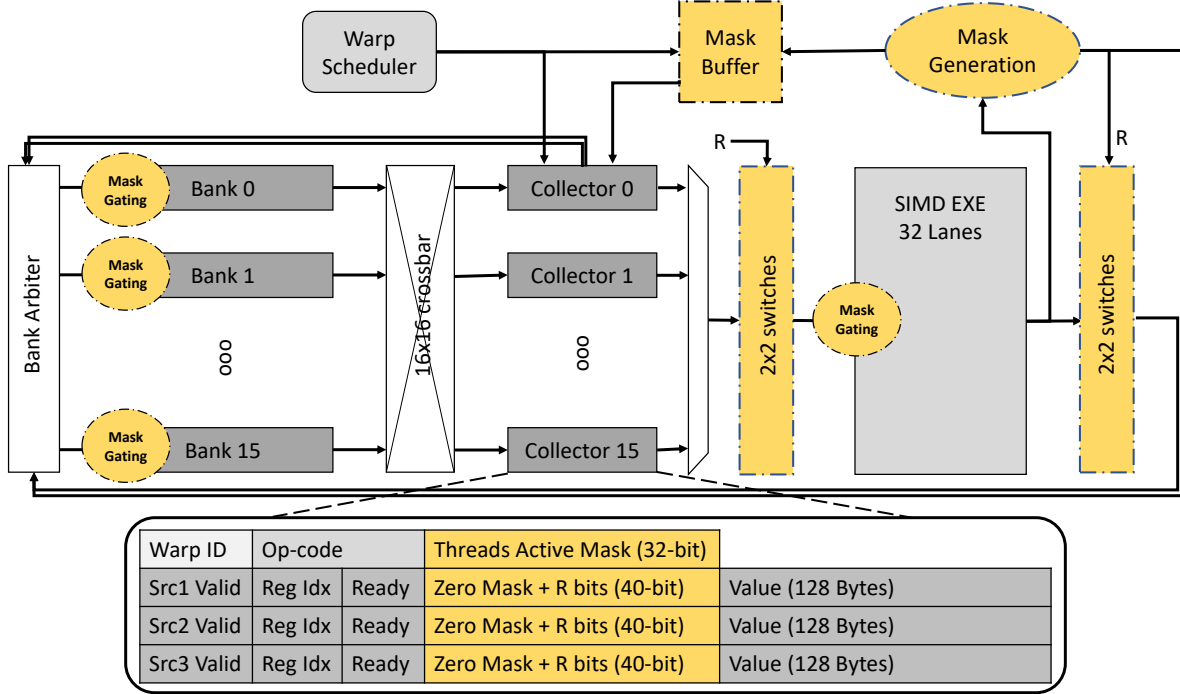 Warp
Scheduler
Mask
Buffer
Mask
Generation
R
R
Bank Arbiter
Mask
Gating
Bank 0
Mask
Gating
Bank 1
ooo
Mask
Gating
Bank 15
16x16 crossbar
Collector 0
Collector 1
ooo
Collector 15
2x2 switches
Mask
Gating
SIMD EXE
32 Lanes
2x2 switches
Warp ID Op-code Threads Active Mask (32-bit)
Src1 Valid Reg Idx Ready Zero Mask + R bits (40-bit) Value (128 Bytes)
Src2 Valid Reg Idx Ready Zero Mask + R bits (40-bit) Value (128 Bytes)
Src3 Valid Reg Idx Ready Zero Mask + R bits (40-bit) Value (128 Bytes)